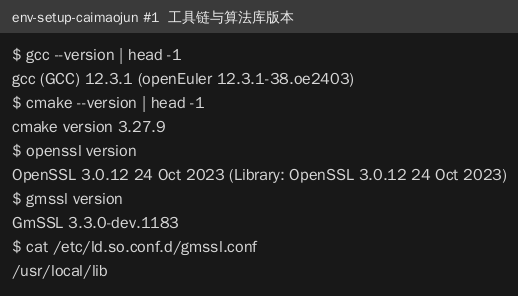 env-setup-caimaojun #1 工具链与算法库版本
$ gcc --version | head -1
gcc (GCC) 12.3.1 (openEuler 12.3.1-38.oe2403)
$ cmake --version | head -1
cmake version 3.27.9
$ openssl version
OpenSSL 3.0.12 24 Oct 2023 (Library: OpenSSL 3.0.12 24 Oct 2023)
$ gmssl version
GmSSL 3.3.0-dev.1183
$ cat /etc/ld.so.conf.d/gmssl.conf
/usr/local/lib